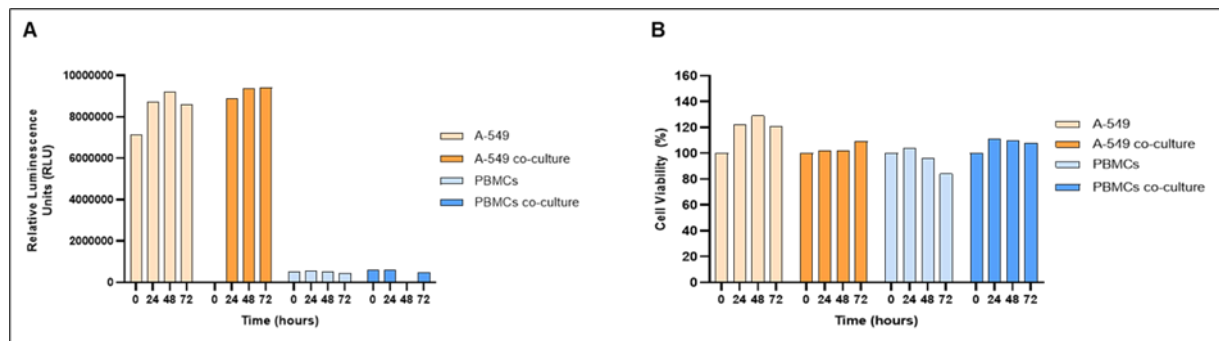 A
Relative Luminescence
Units (RLU)
10000000
8000000
6000000
4000000
2000000
0
0 24 48 72 0 24 48 72 0 24 48 72 0 24 48 72
Time (hours)
A-549
A-549 co-culture
PBMCs
PBMCs co-culture
B
Cell Viability (%)
160
140
120
100
80
60
40
20
0
0 24 48 72 0 24 48 72 0 24 48 72 0 24 48 72
Time (hours)
A-549
A-549 co-culture
PBMCs
PBMCs co-culture